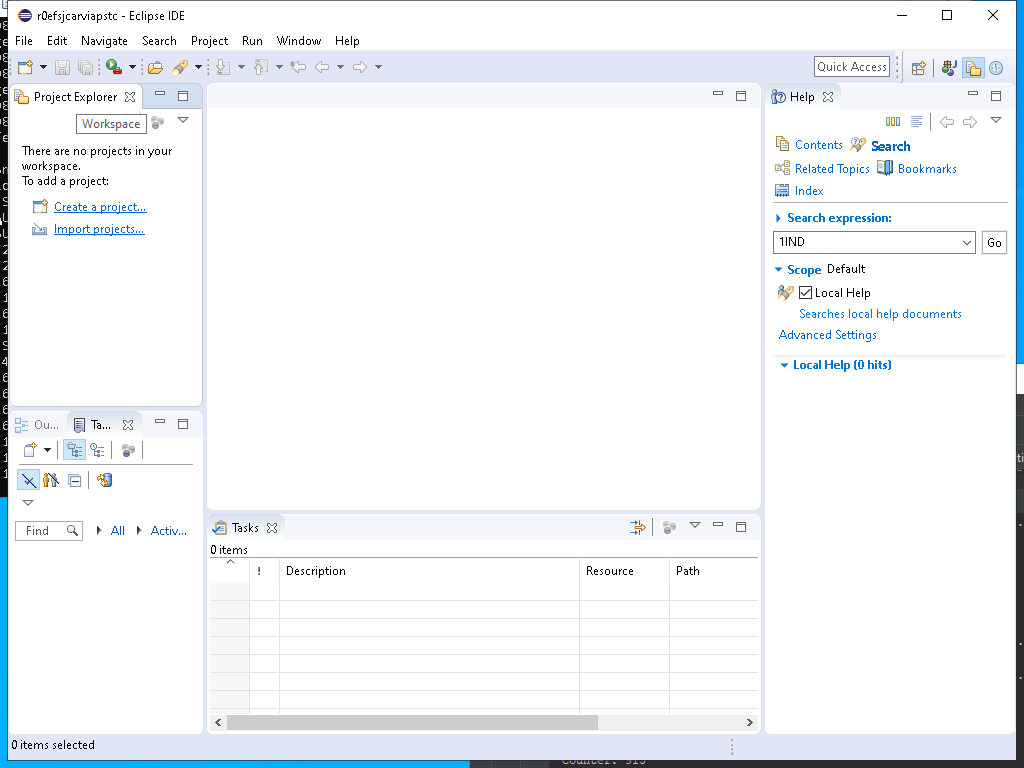 r0efsjcarviapstc - Eclipse IDE
File Edit Navigate Search Project Run Window Help
Quick Access
Project Explorer
Workspace
There are no projects in your
workspace.
To add a project:
Create a project...
Import projects...
Ou...
Ta...
Find
All
Activ...
Tasks
0 items
! Description Resource Path
Help
Contents
Search
Related Topics
Bookmarks
Index
Search expression:
1IND
Go
Scope Default
Local Help
Searches local help documents
Advanced Settings
Local Help (0 hits)
0 items selected